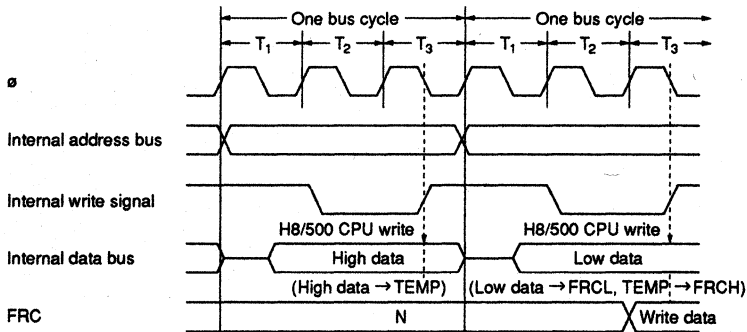 One bus cycle One bus cycle
T1 T2 T3 T1 T2 T3
ø
Internal address bus
Internal write signal
H8/500 CPU write H8/500 CPU write
Internal data bus High data Low data
(High data → TEMP) (Low data → FRCL, TEMP → FRCH)
FRC N Write data